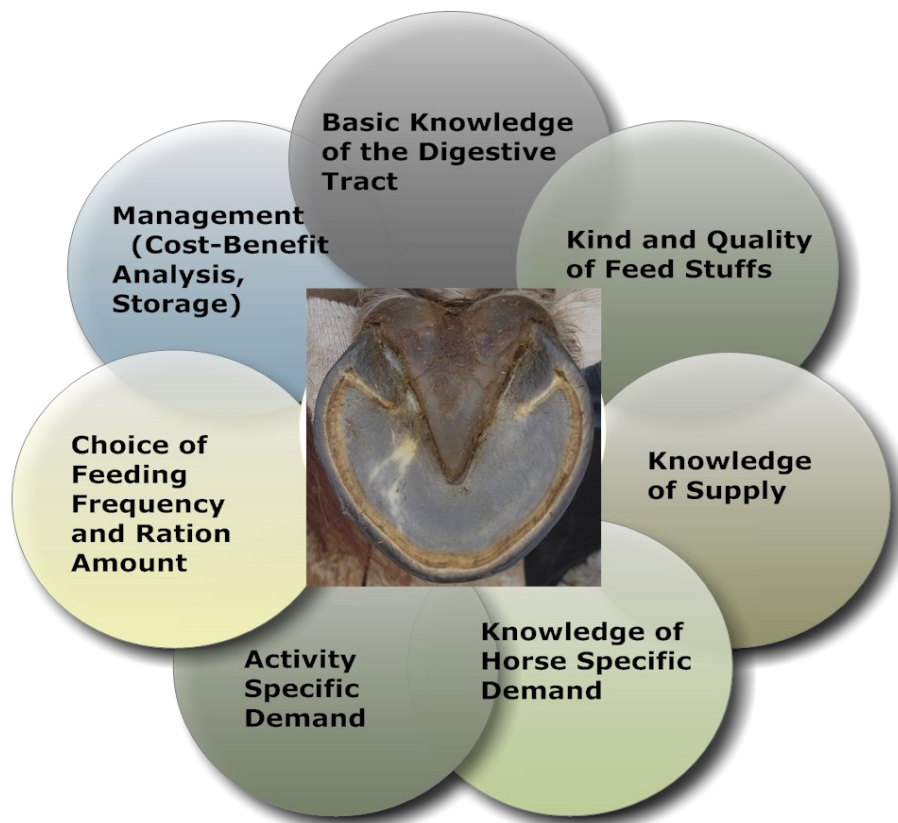 Basic Knowledge
of the Digestive
Tract
Kind and Quality
of Feed Stuffs
Knowledge
of Supply
Knowledge of
Horse Specific
Demand
Activity
Specific
Demand
Choice of
Feeding
Frequency
and Ration
Amount
Management
(Cost-Benefit
Analysis,
Storage)